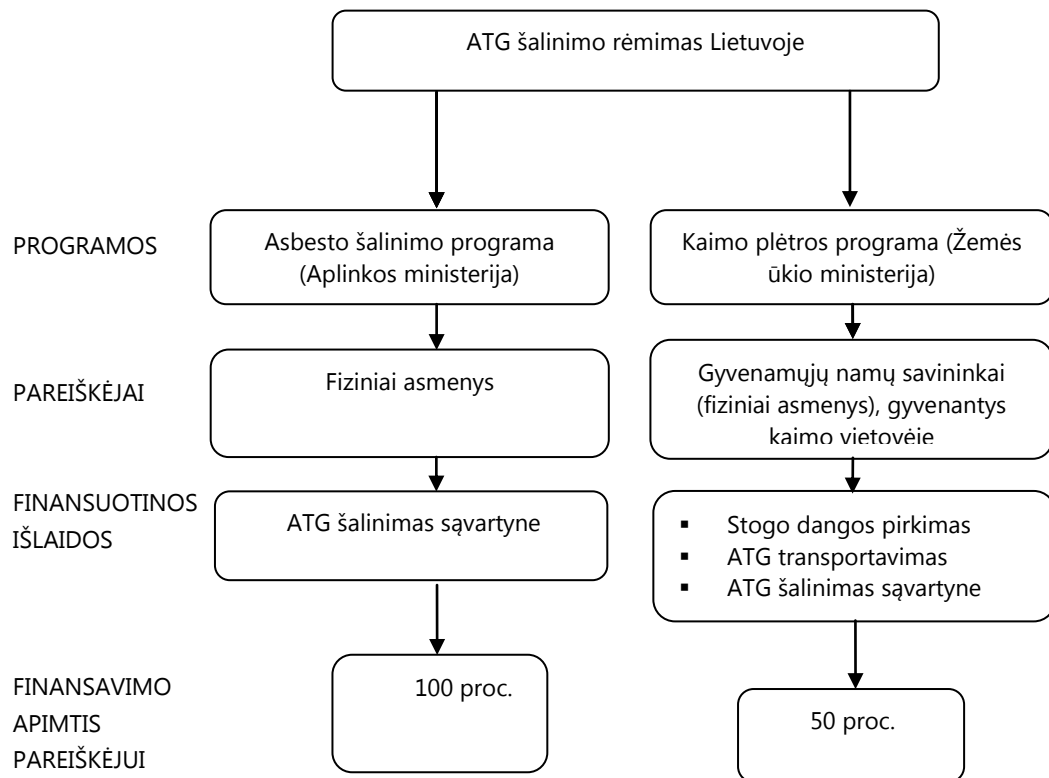 ATG šalinimo rėmimas Lietuvoje
PROGRAMOS
Asbesto šalinimo programa
(Aplinkos ministerija)
Kaimo plėtros programa (Žemės
ūkio ministerija)
PAREIŠKĖJAI
Fiziniai asmenys
Gyvenamųjų namų savininkai
(fiziniai asmenys), gyvenantys
kaimo vietovėje
FINANSUOTINOS
IŠLAIDOS
ATG šalinimas sąvartyne
▪ Stogo dangos pirkimas
▪ ATG transportavimas
▪ ATG šalinimas sąvartyne
FINANSAVIMO
APIMTIS
PAREIŠKĖJUI
100 proc.
50 proc.